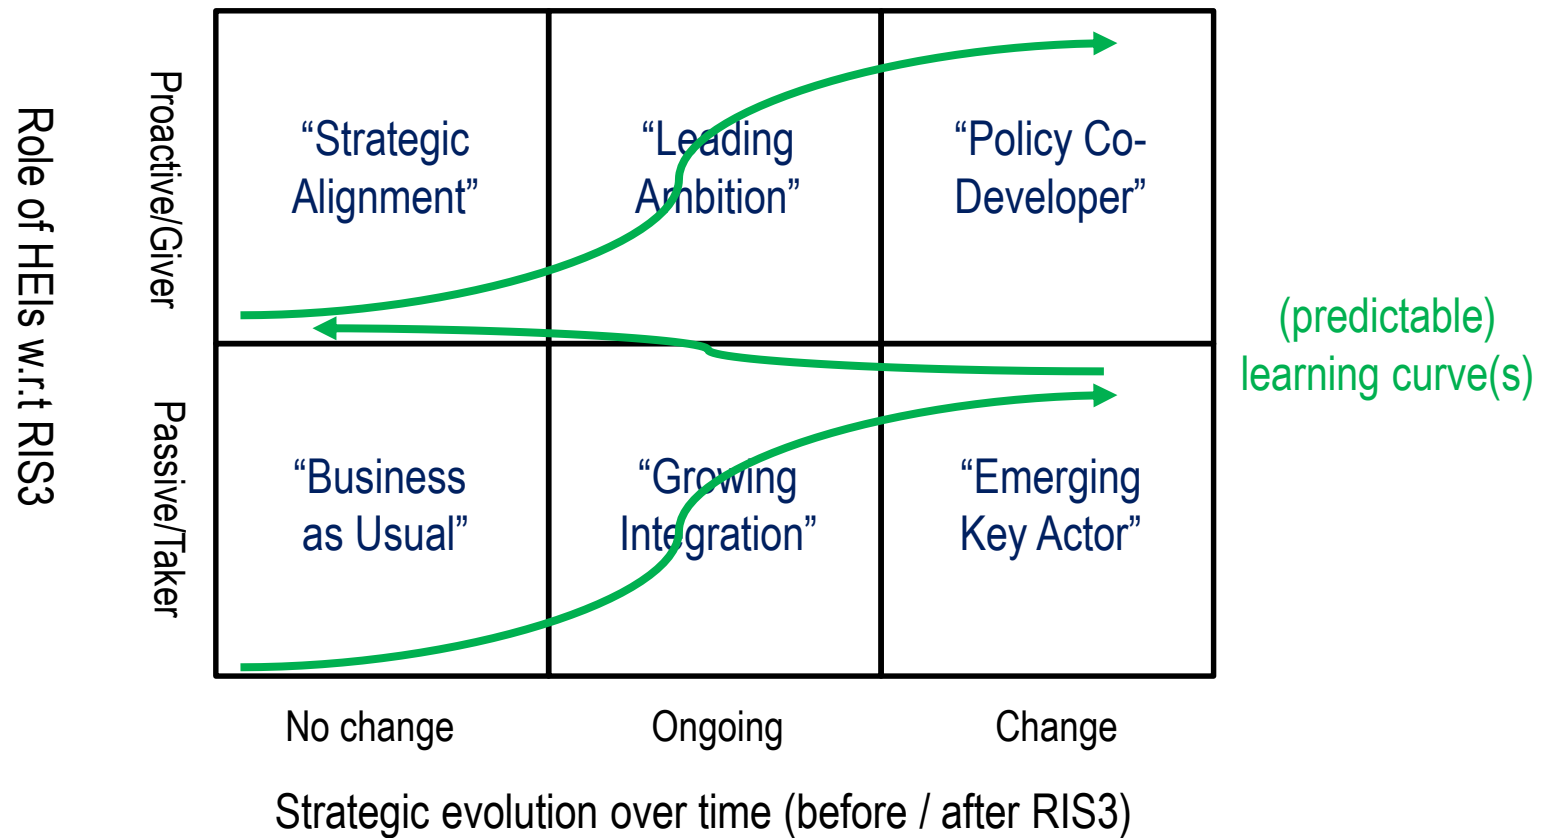 Role of HEIs w.r.t RIS3
Proactive/Giver
Passive/Taker
“Strategic
Alignment”
“Leading
Ambition”
“Policy Co-
Developer”
“Business
as Usual”
“Growing
Integration”
“Emerging
Key Actor”
(predictable)
learning curve(s)
No change
Ongoing
Change
Strategic evolution over time (before / after RIS3)